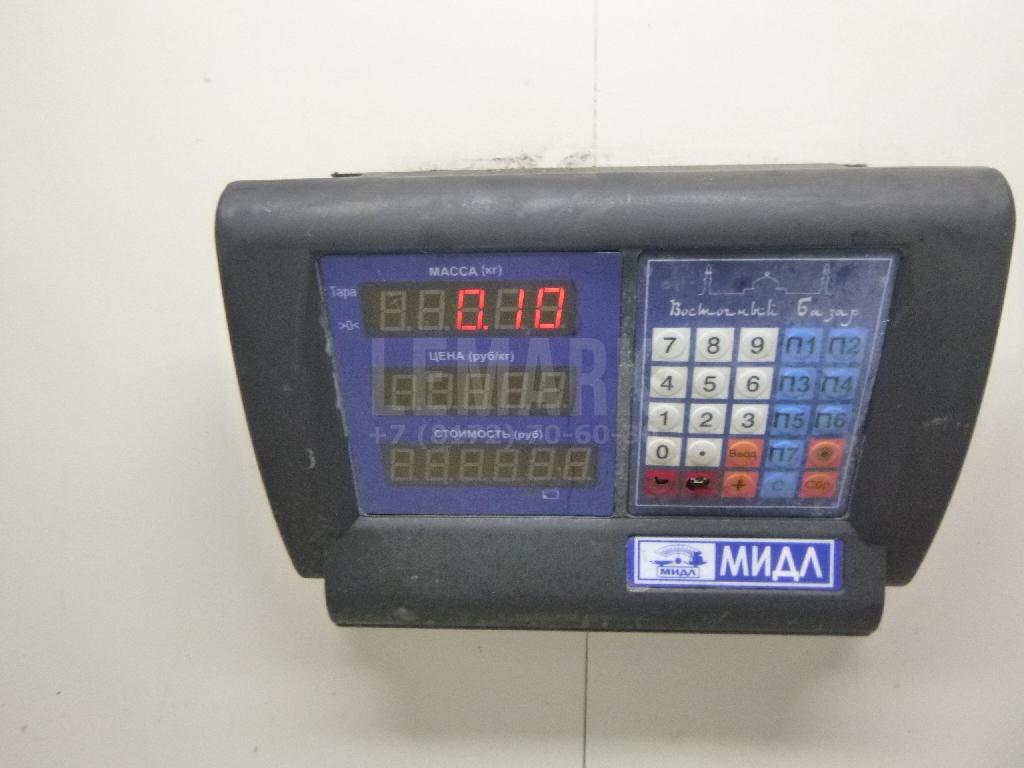 МАССА (кг)
Тара
0.10
>0<
ЦЕНА (руб/кг)
СТОИМОСТЬ (руб)
Восточный Базар
7 8 9 П1 П2
4 5 6 П3 П4
1 2 3 П5 П6
0 . Ввод П7
+ С Сбр
МИДЛ
МИДЛ
LEMAR